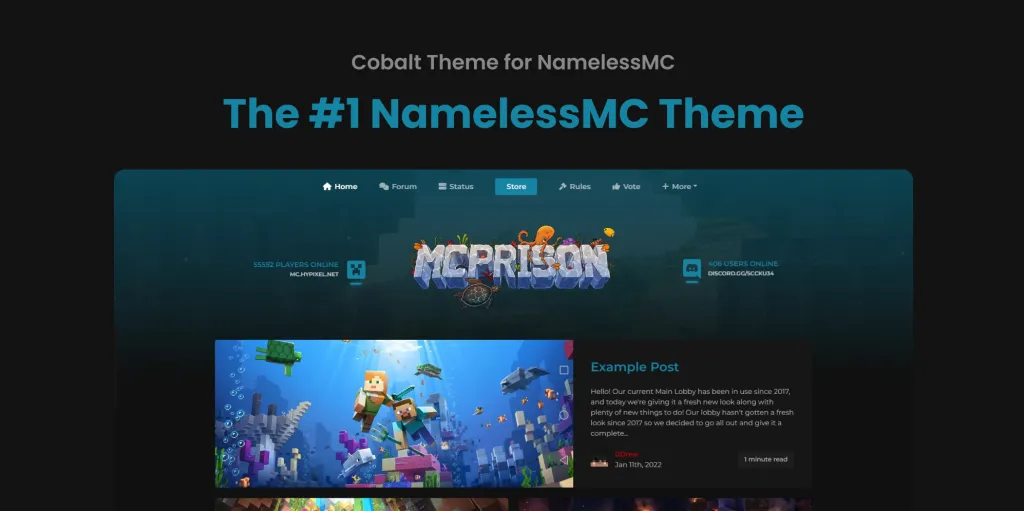 Cobalt Theme for NamelessMC
The #1 NamelessMC Theme
Home Forum Status Store Rules Vote More
MCPRISON
55552 PLAYERS ONLINE
MC.HYPIXEL.NET
406 USERS ONLINE
DISCORD.GG/SCCKU34
Example Post
Hello! Our current Main Lobby has been in use since 2017,
and today we're giving it a fresh new look along with
plenty of new things to do! Our lobby hasn't gotten a fresh
look since 2017 so we decided to go all out and give it a
complete...
Jan 11th, 2022
1 minute read